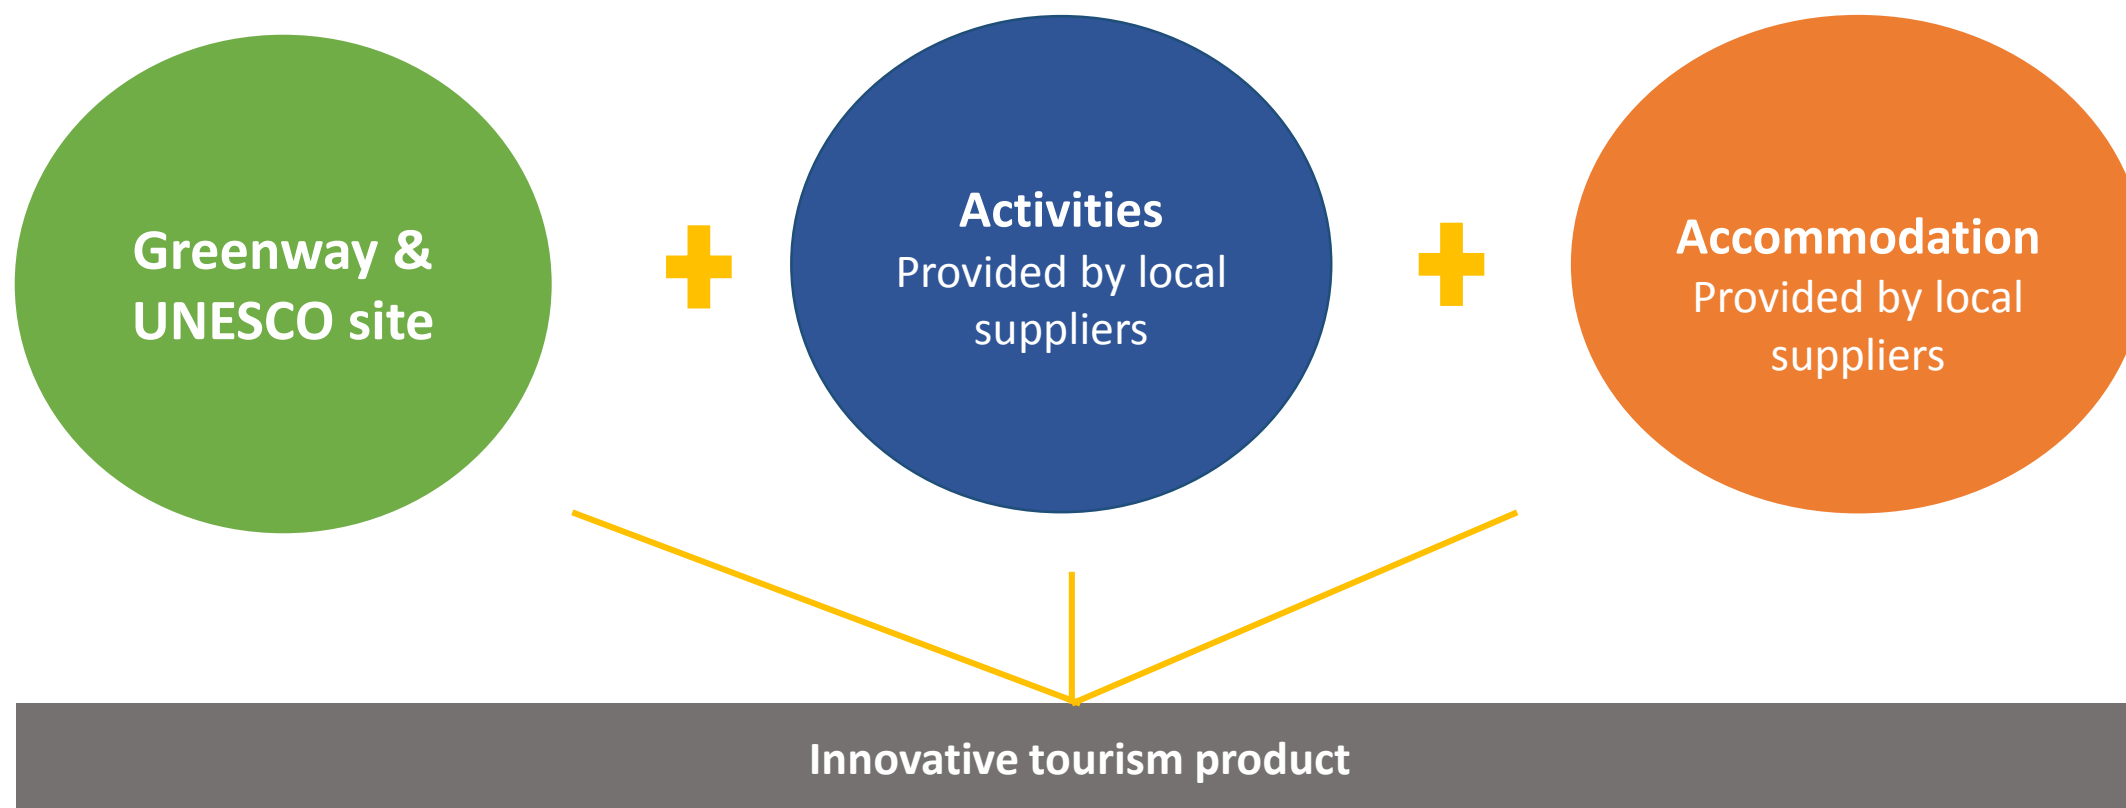 Greenway &
UNESCO site
Activities
Provided by local
suppliers
Accommodation
Provided by local
suppliers
Innovative tourism product